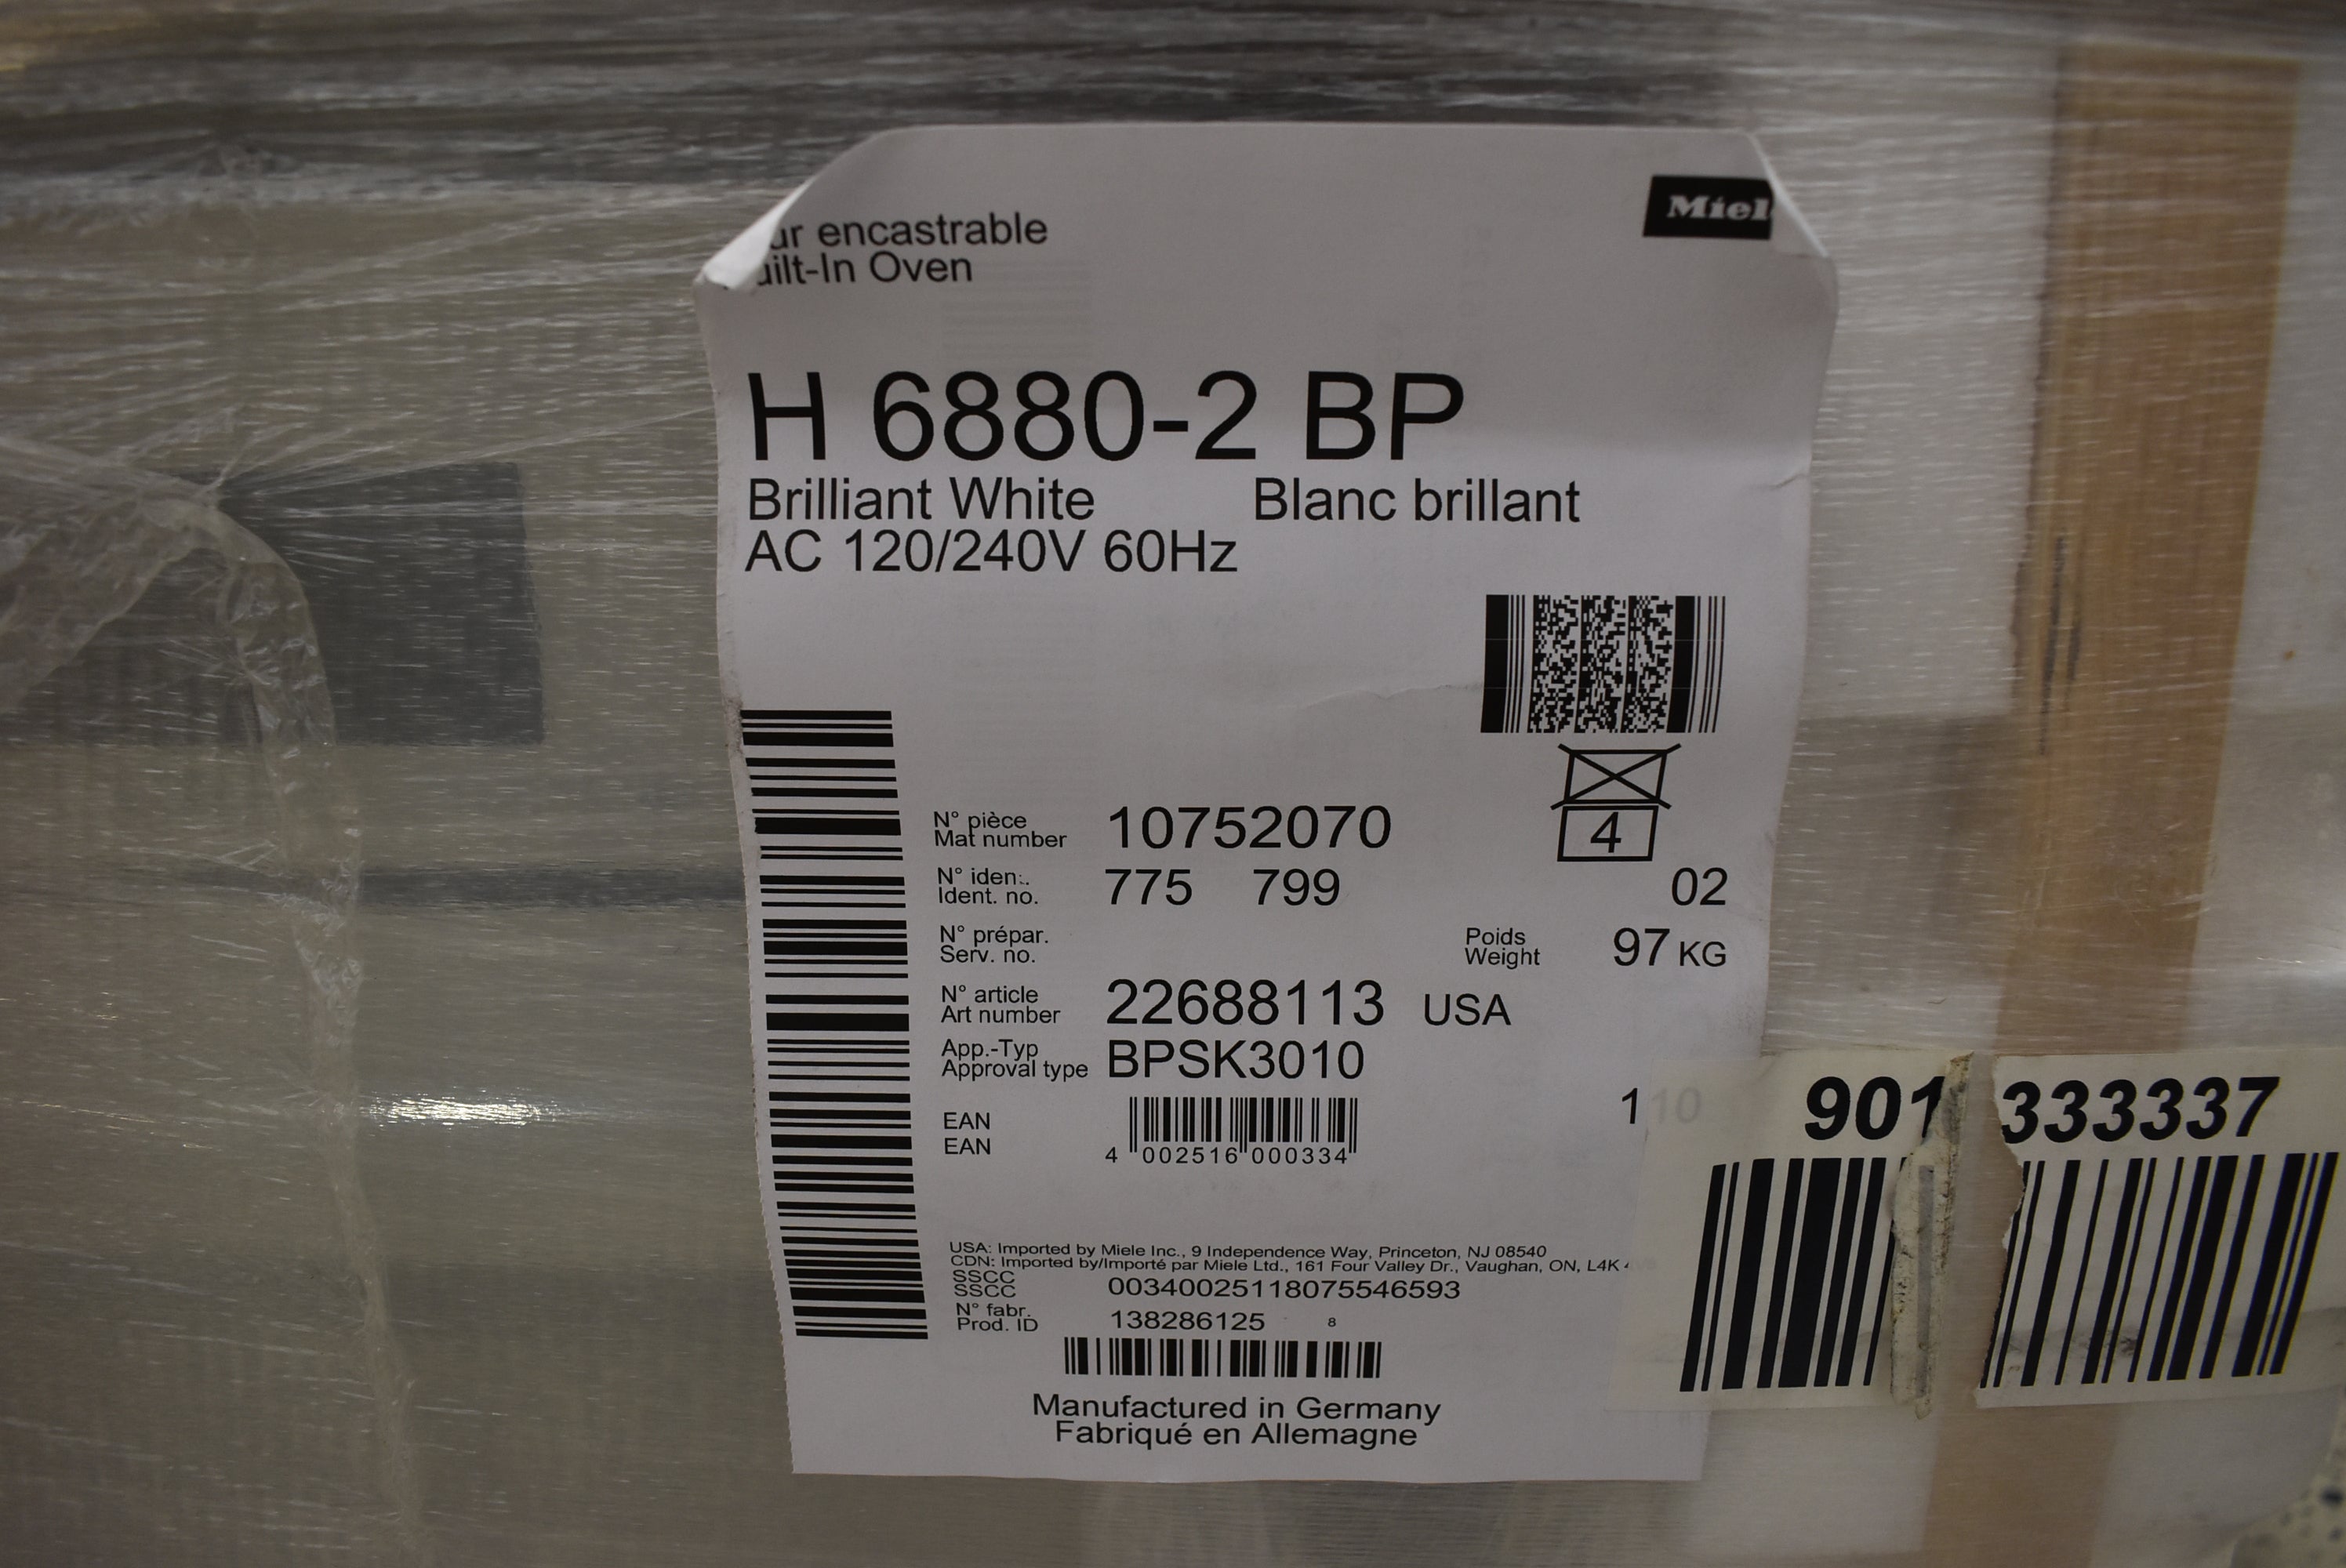 encastrable
Oven
Miel
H 6880-2 BP
Brilliant White Blanc brillant
AC 120/240V 60Hz
4
N° pièce 10752070
Mat number
N° iden:. 775 799 02
Ident. no.
N° prépar.
Serv. no.
Poids 97 KG
Weight
N° article 22688113 USA
Art number
App.-Typ BPSK3010
Approval type
EAN
EAN
4 002516 000334
110
901 333337
USA: Imported by Miele Inc., 9 Independence Way, Princeton, NJ 08540
CDN: Imported by/Importé par Miele Ltd., 161 Four Valley Dr., Vaughan, ON, L4K
SSCC 00340025118075546593
SSCC
N° fabr. 138286125 8
Prod. ID
Manufactured in Germany
Fabriqué en Allemagne